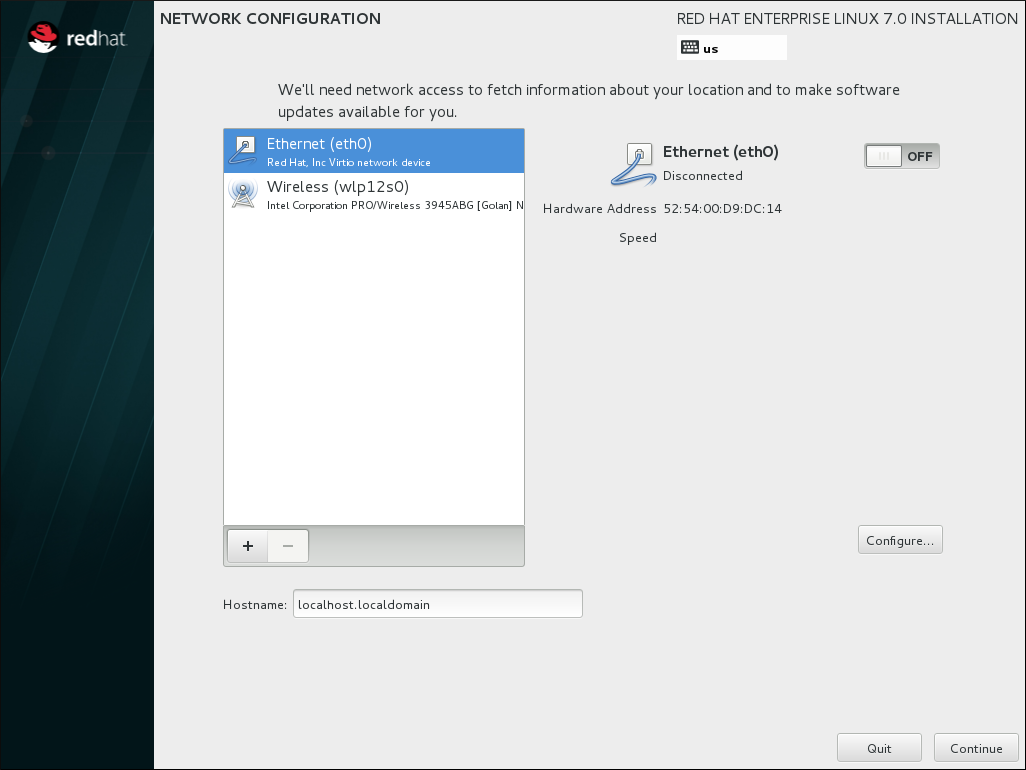 redhat.
NETWORK CONFIGURATION
RED HAT ENTERPRISE LINUX 7.0 INSTALLATION
us
We'll need network access to fetch information about your location and to make software
updates available for you.
Ethernet (eth0)
Red Hat, Inc Virtio network device
Wireless (wlp12s0)
Intel Corporation PRO/Wireless 3945ABG [Golan] N
+
−
Ethernet (eth0)
Disconnected
OFF
Hardware Address 52:54:00:D9:DC:14
Speed
Configure...
Hostname: localhost.localdomain
Quit
Continue